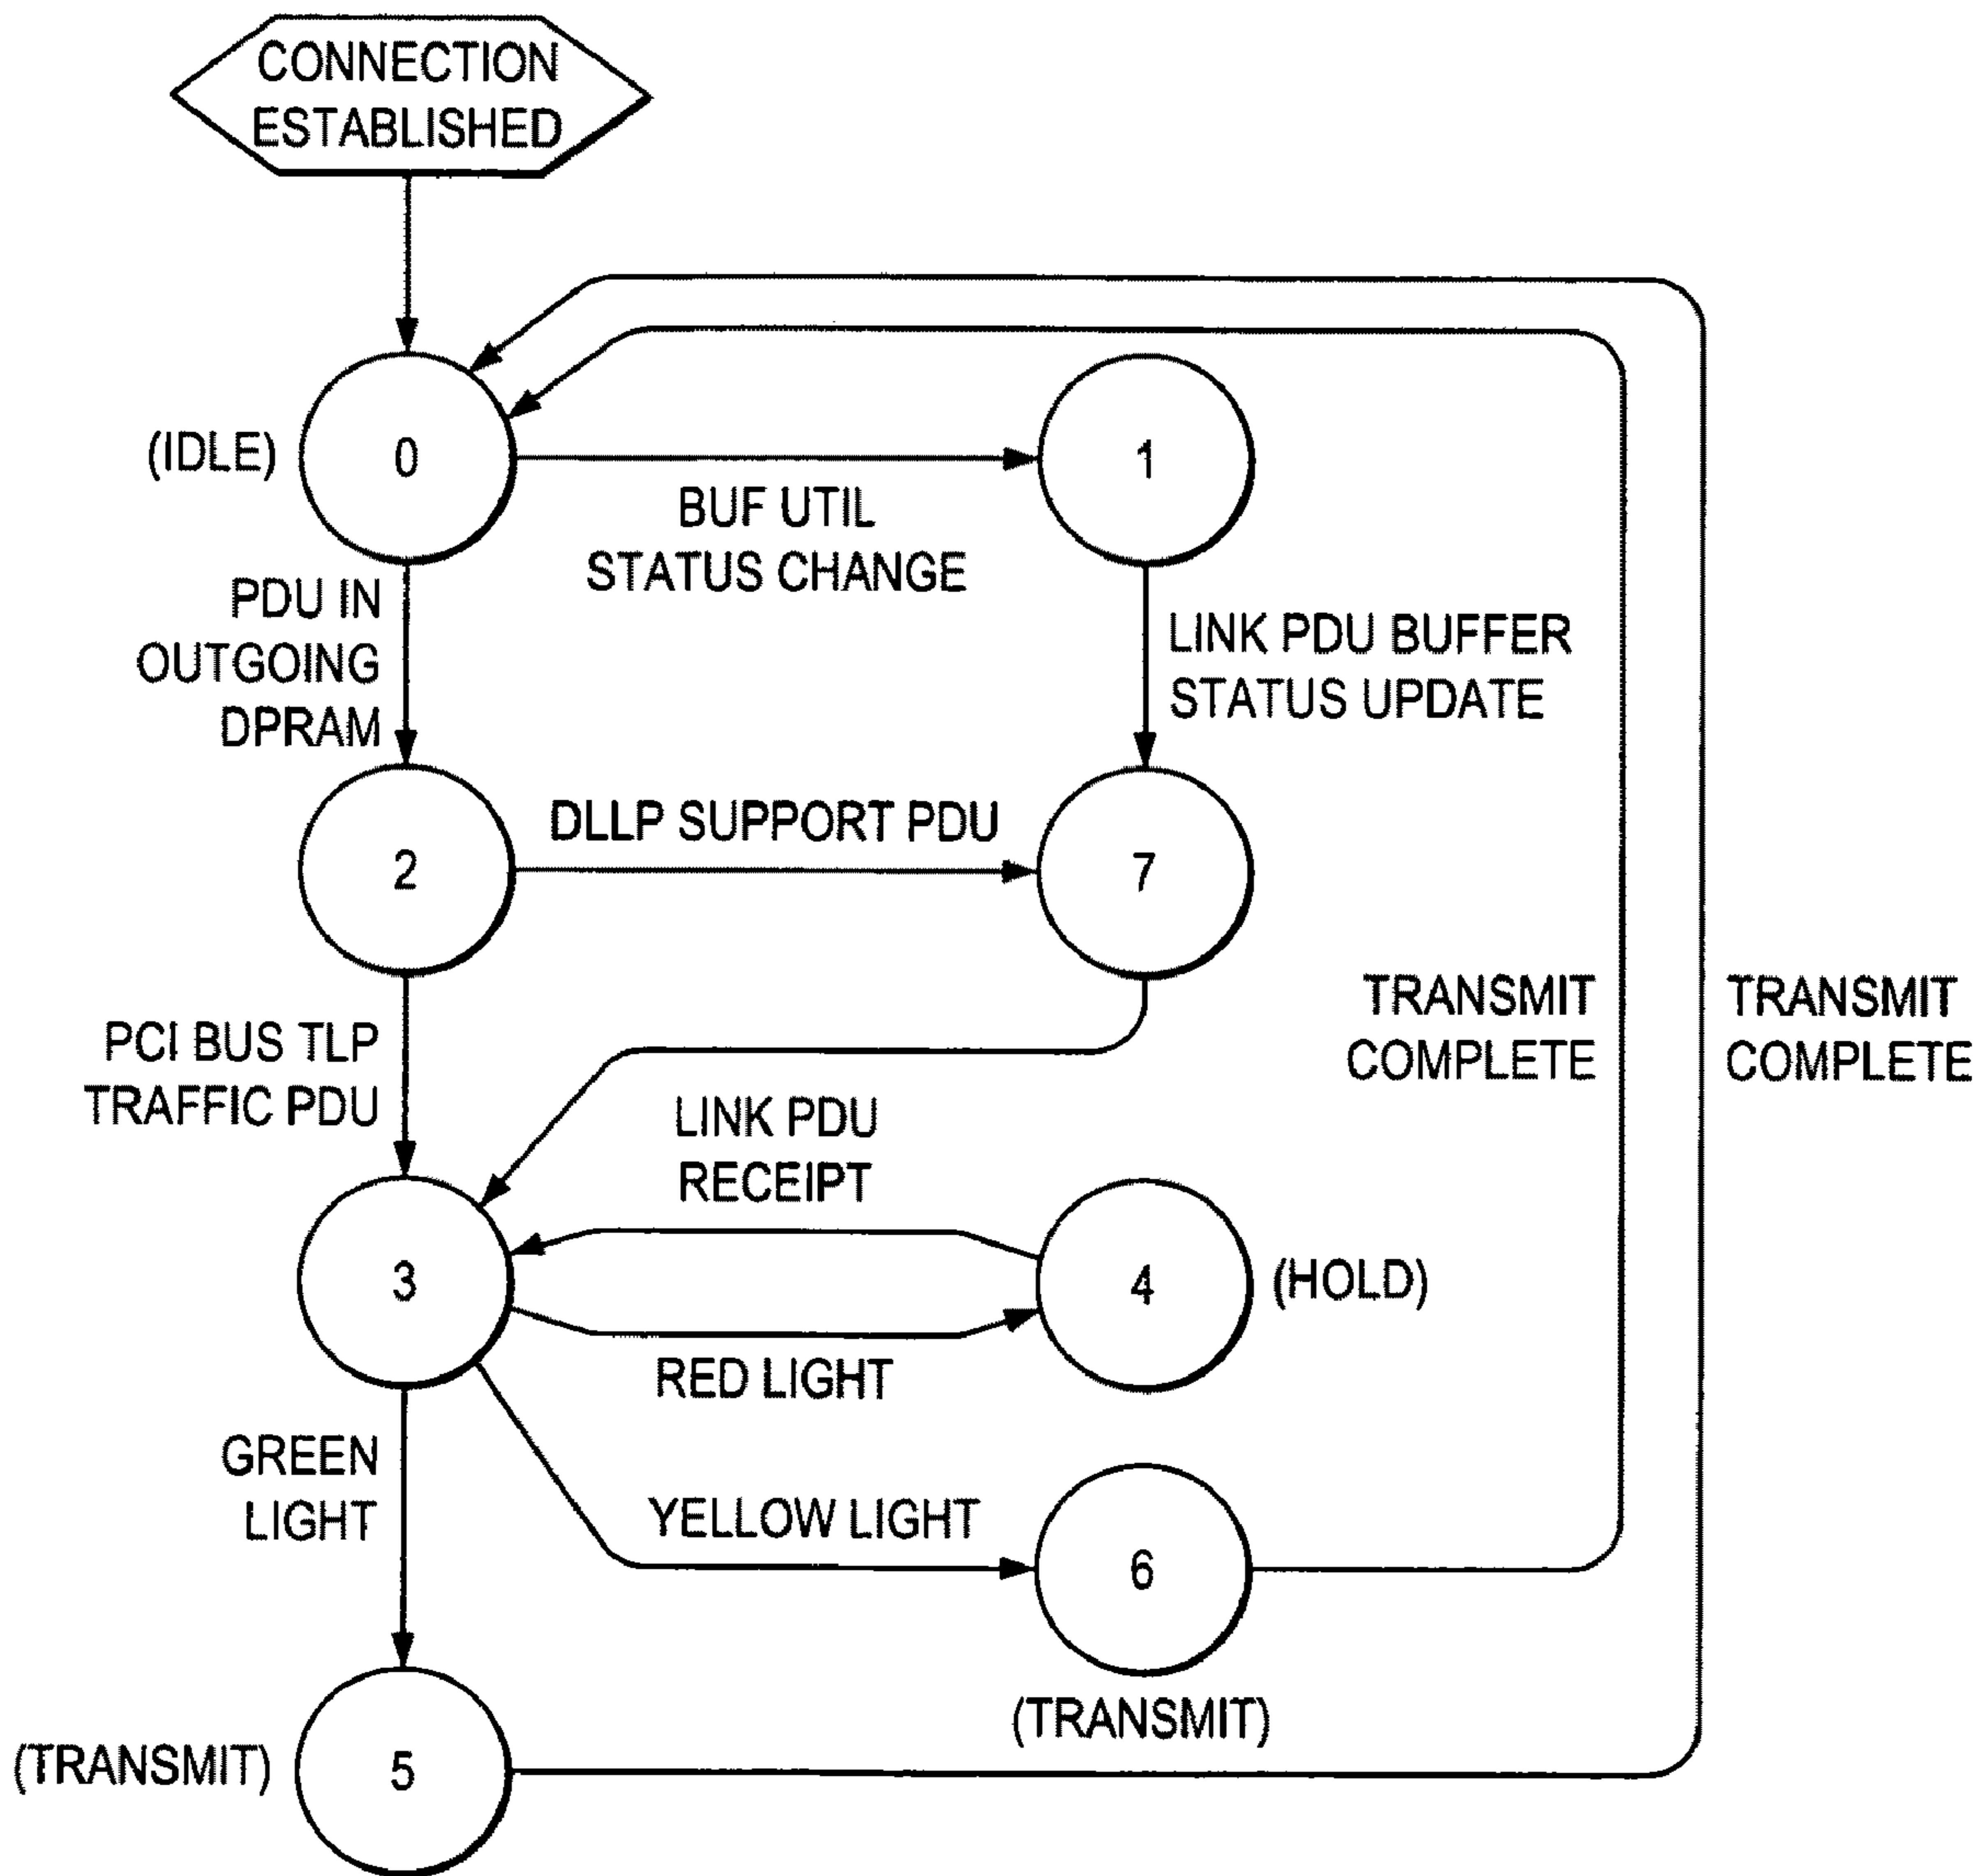 CONNECTION
ESTABLISHED
(IDLE)
0
1
BUF UTIL
STATUS CHANGE
PDU IN
OUTGOING
DPRAM
LINK PDU BUFFER
STATUS UPDATE
2
DLLP SUPPORT PDU
7
TRANSMIT
COMPLETE
TRANSMIT
COMPLETE
PCI BUS TLP
TRAFFIC PDU
LINK PDU
RECEIPT
3
4
(HOLD)
RED LIGHT
GREEN
LIGHT
YELLOW LIGHT
6
(TRANSMIT)
(TRANSMIT)
5